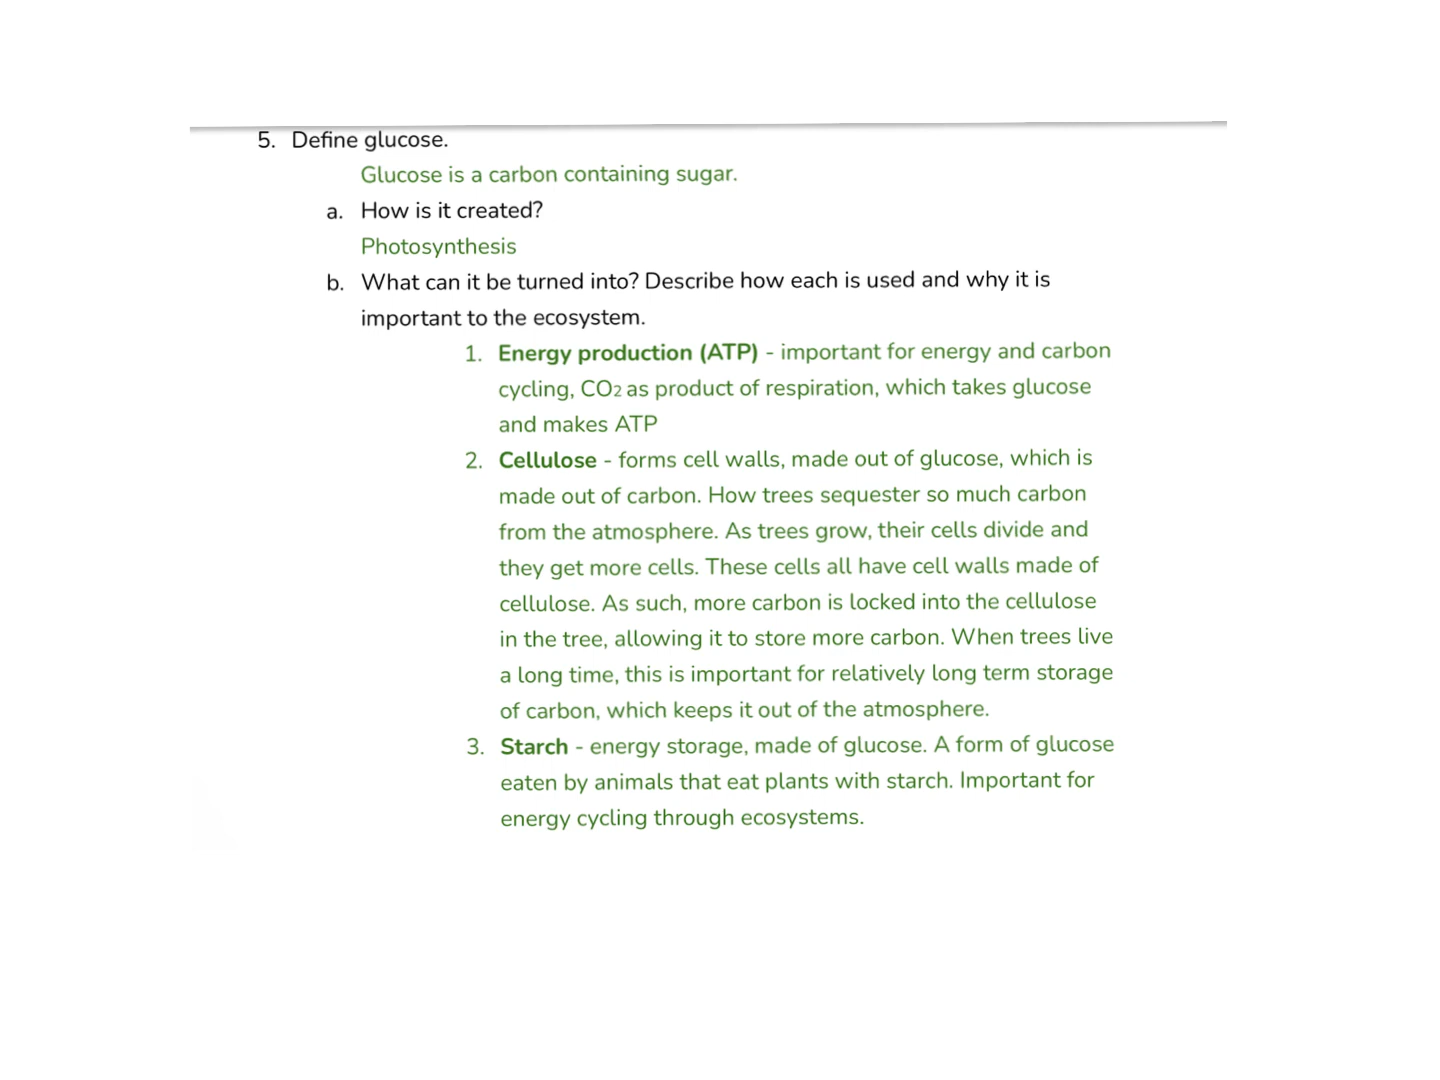 5. Define glucose.
Glucose is a carbon containing sugar.
a. How is it created?
Photosynthesis
b. What can it be turned into? Describe how each is used and why it is
important to the ecosystem.
1. Energy production (ATP) - important for energy and carbon
cycling, CO2 as product of respiration, which takes glucose
and makes ATP
2. Cellulose - forms cell walls, made out of glucose, which is
made out of carbon. How trees sequester so much carbon
from the atmosphere. As trees grow, their cells divide and
they get more cells. These cells all have cell walls made of
cellulose. As such, more carbon is locked into the cellulose
in the tree, allowing it to store more carbon. When trees live
a long time, this is important for relatively long term storage
of carbon, which keeps it out of the atmosphere.
3. Starch - energy storage, made of glucose. A form of glucose
eaten by animals that eat plants with starch. Important for
energy cycling through ecosystems.